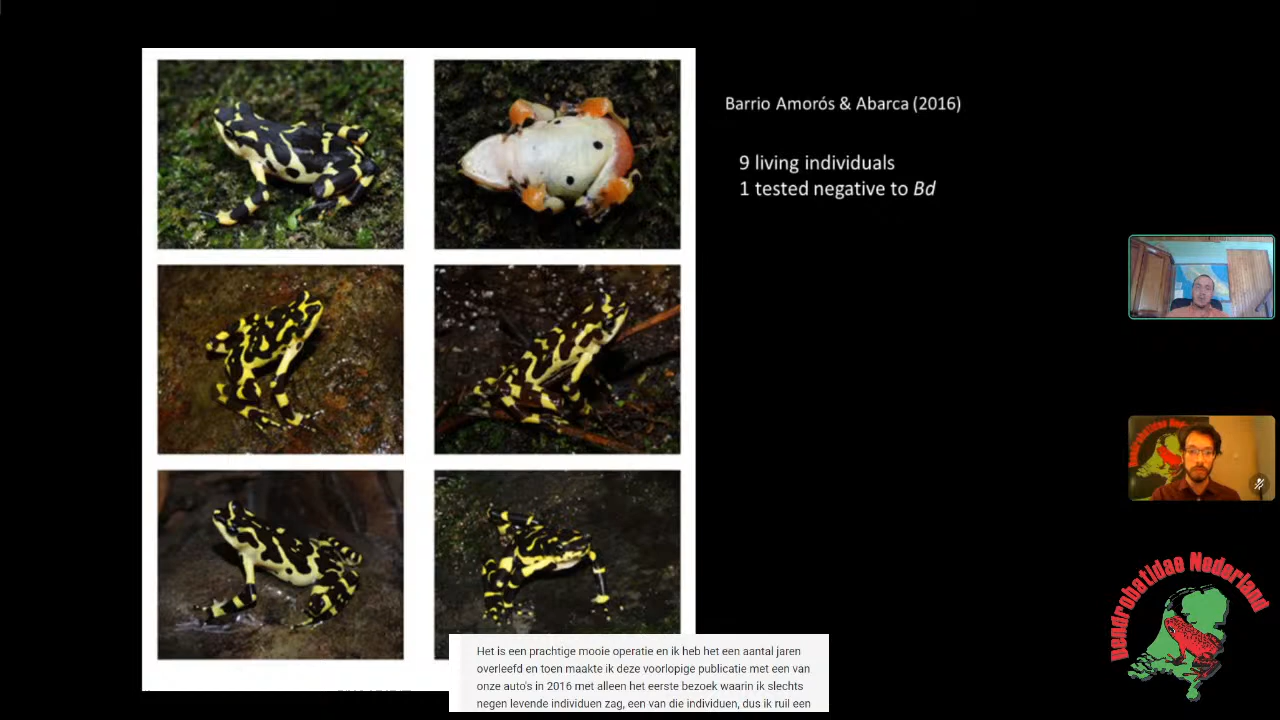 Barrio Amorós & Abarca (2016)
9 living individuals
1 tested negative to Bd
Dendrobatidae Nederland
Het is een prachtige mooie operatie en ik heb het een aantal jaren
overleefd en toen maakte ik deze voorlopige publicatie met een van
onze auto's in 2016 met alleen het eerste bezoek waarin ik slechts
negen levende individuen zag, een van die individuen, dus ik ruil een